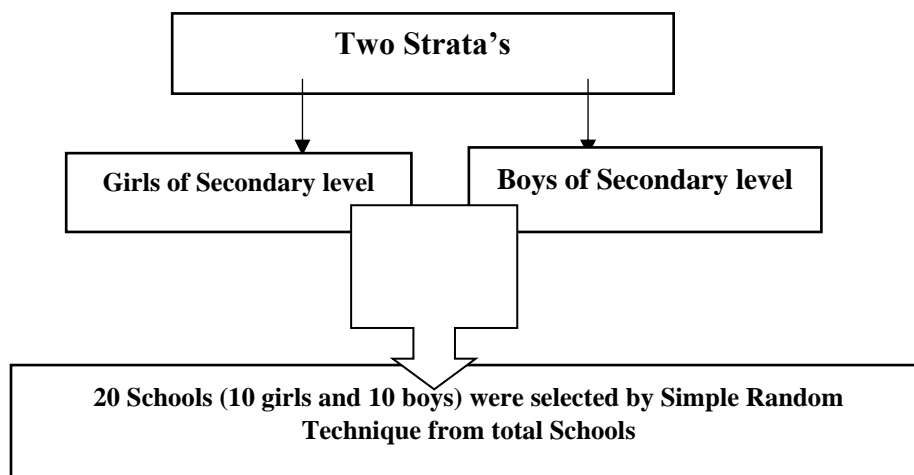 Two Strata’s
Girls of Secondary level
Boys of Secondary level
20 Schools (10 girls and 10 boys) were selected by Simple Random
Technique from total Schools